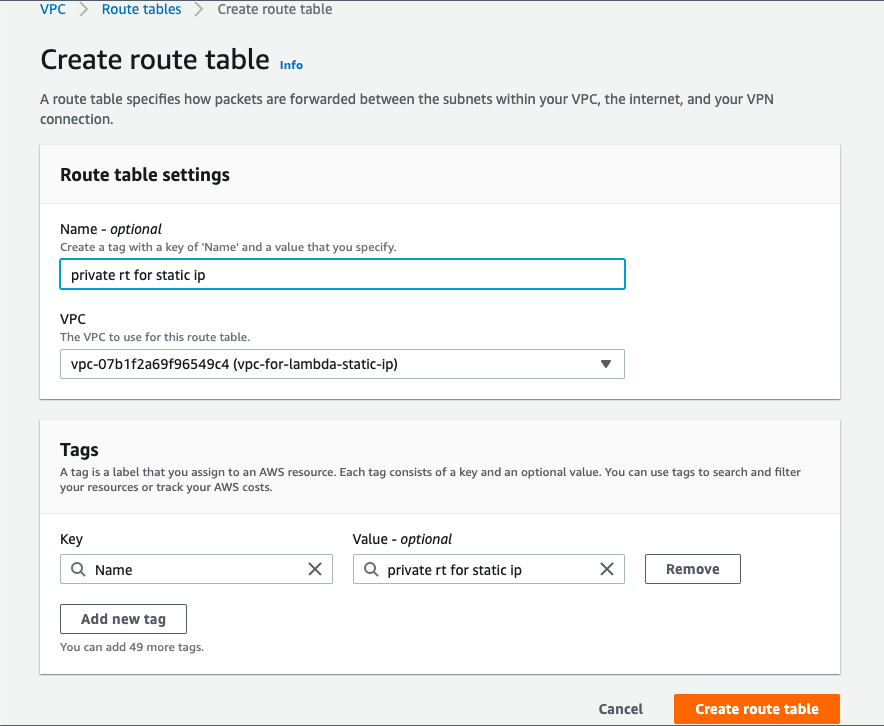 VPC > Route tables > Create route table
Create route table Info
A route table specifies how packets are forwarded between the subnets within your VPC, the internet, and your VPN
connection.
Route table settings
Name - optional
Create a tag with a key of 'Name' and a value that you specify.
private rt for static ip
VPC
The VPC to use for this route table.
vpc-07b1f2a69f96549c4 (vpc-for-lambda-static-ip)
Tags
A tag is a label that you assign to an AWS resource. Each tag consists of a key and an optional value. You can use tags to search and filter
your resources or track your AWS costs.
Key Value - optional
Name private rt for static ip Remove
Add new tag
You can add 49 more tags.
Cancel Create route table